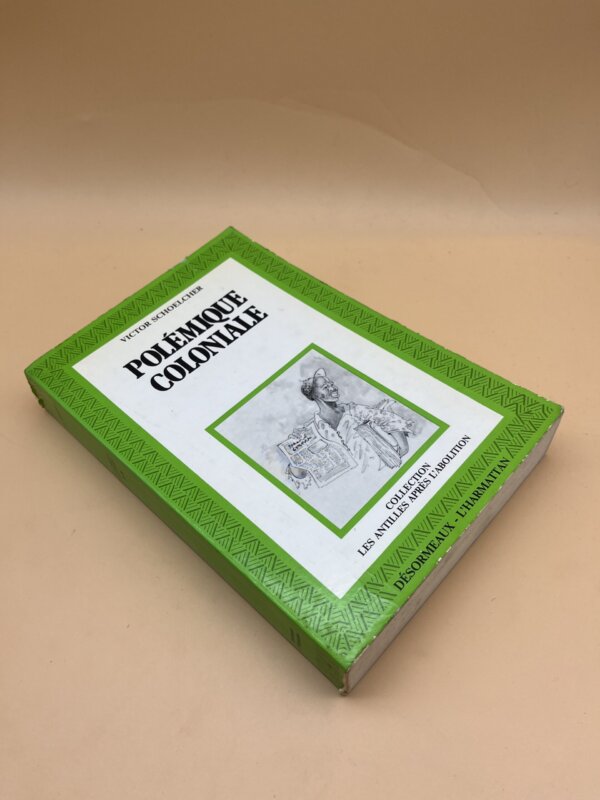 VICTOR SCHOELCHER
POLÉMIQUE
COLONIALE
COLLECTION
LES ANTILLES APRÈS L'ABOLITION
DÉSORMEAUX - L'HARMATTAN